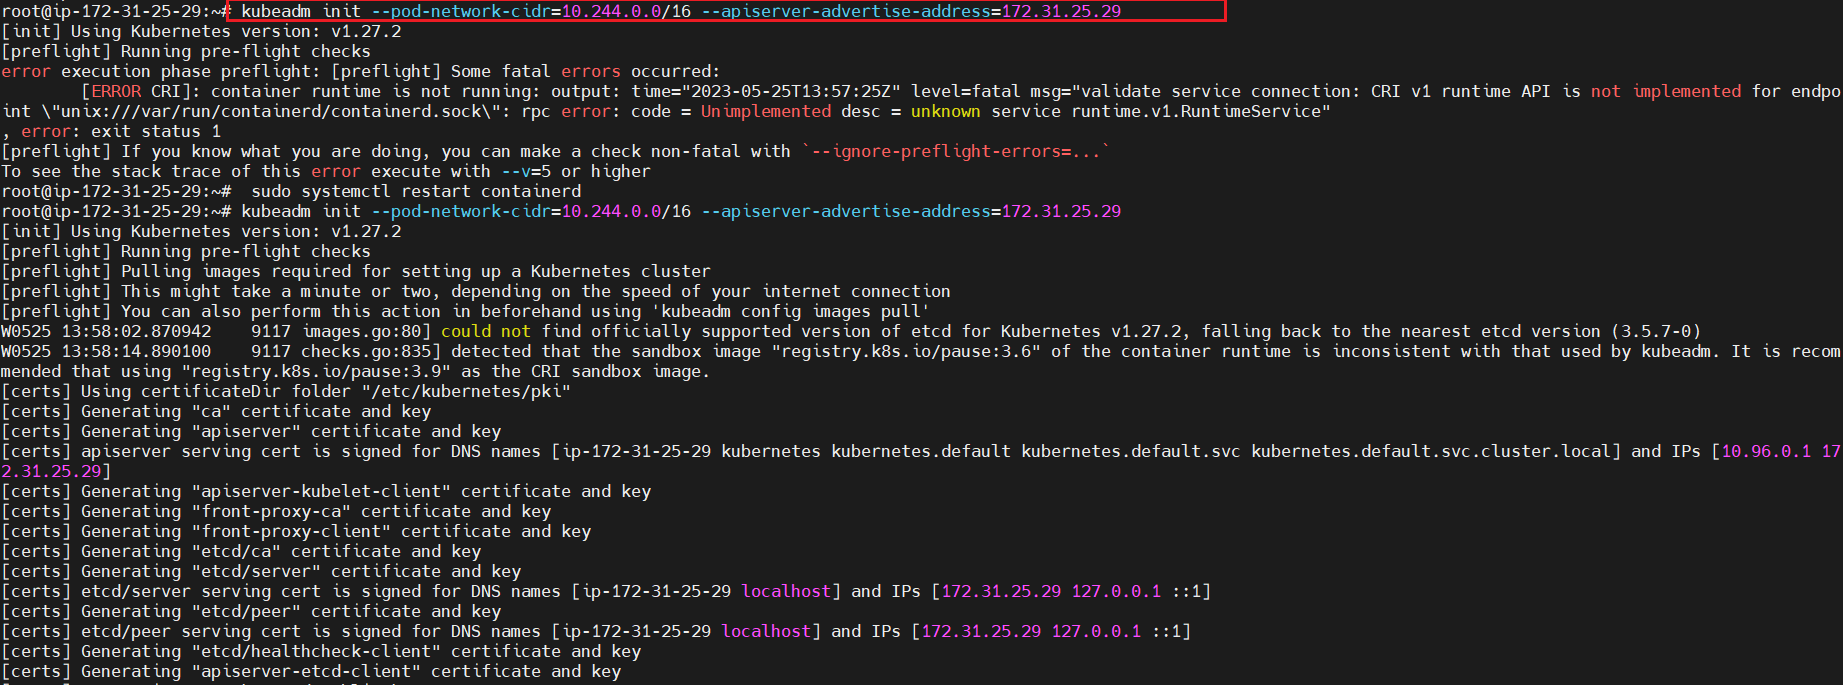 root@ip-172-31-25-29:~# kubeadm init --pod-network-cidr=10.244.0.0/16 --apiserver-advertise-address=172.31.25.29
[init] Using Kubernetes version: v1.27.2
[preflight] Running pre-flight checks
error execution phase preflight: [preflight] Some fatal errors occurred:
        [ERROR CRI]: container runtime is not running: output: time="2023-05-25T13:57:25Z" level=fatal msg="validate service connection: CRI v1 runtime API is not implemented for endpo
int \"unix:///var/run/containerd/containerd.sock\": rpc error: code = Unimplemented desc = unknown service runtime.v1.RuntimeService"
, error: exit status 1
[preflight] If you know what you are doing, you can make a check non-fatal with `--ignore-preflight-errors=...`
To see the stack trace of this error execute with --v=5 or higher
root@ip-172-31-25-29:~#  sudo systemctl restart containerd
root@ip-172-31-25-29:~# kubeadm init --pod-network-cidr=10.244.0.0/16 --apiserver-advertise-address=172.31.25.29
[init] Using Kubernetes version: v1.27.2
[preflight] Running pre-flight checks
[preflight] Pulling images required for setting up a Kubernetes cluster
[preflight] This might take a minute or two, depending on the speed of your internet connection
[preflight] You can also perform this action in beforehand using 'kubeadm config images pull'
W0525 13:58:02.870942    9117 images.go:80] could not find officially supported version of etcd for Kubernetes v1.27.2, falling back to the nearest etcd version (3.5.7-0)
W0525 13:58:14.890100    9117 checks.go:835] detected that the sandbox image "registry.k8s.io/pause:3.6" of the container runtime is inconsistent with that used by kubeadm. It is recom
mended that using "registry.k8s.io/pause:3.9" as the CRI sandbox image.
[certs] Using certificateDir folder "/etc/kubernetes/pki"
[certs] Generating "ca" certificate and key
[certs] Generating "apiserver" certificate and key
[certs] apiserver serving cert is signed for DNS names [ip-172-31-25-29 kubernetes kubernetes.default kubernetes.default.svc kubernetes.default.svc.cluster.local] and IPs [10.96.0.1 17
2.31.25.29]
[certs] Generating "apiserver-kubelet-client" certificate and key
[certs] Generating "front-proxy-ca" certificate and key
[certs] Generating "front-proxy-client" certificate and key
[certs] Generating "etcd/ca" certificate and key
[certs] Generating "etcd/server" certificate and key
[certs] etcd/server serving cert is signed for DNS names [ip-172-31-25-29 localhost] and IPs [172.31.25.29 127.0.0.1 ::1]
[certs] Generating "etcd/peer" certificate and key
[certs] etcd/peer serving cert is signed for DNS names [ip-172-31-25-29 localhost] and IPs [172.31.25.29 127.0.0.1 ::1]
[certs] Generating "etcd/healthcheck-client" certificate and key
[certs] Generating "apiserver-etcd-client" certificate and key